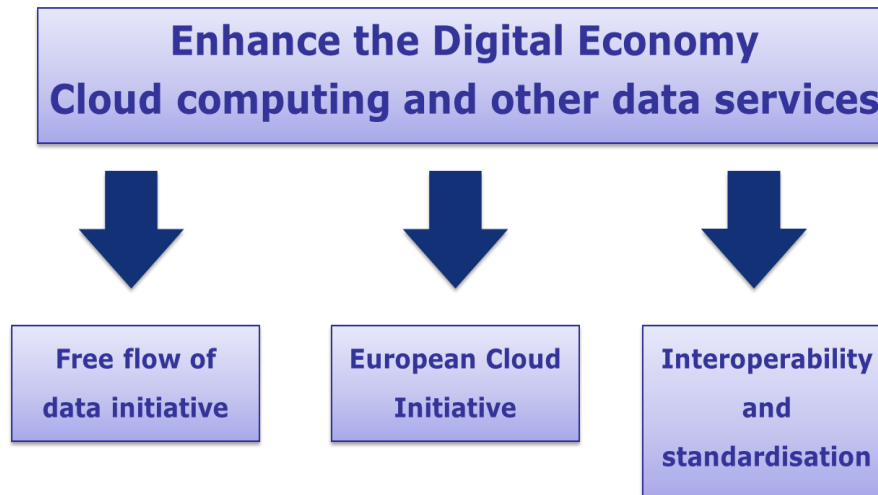 Enhance the Digital Economy
Cloud computing and other data services
Free flow of
data initiative
European Cloud
Initiative
Interoperability
and
standardisation